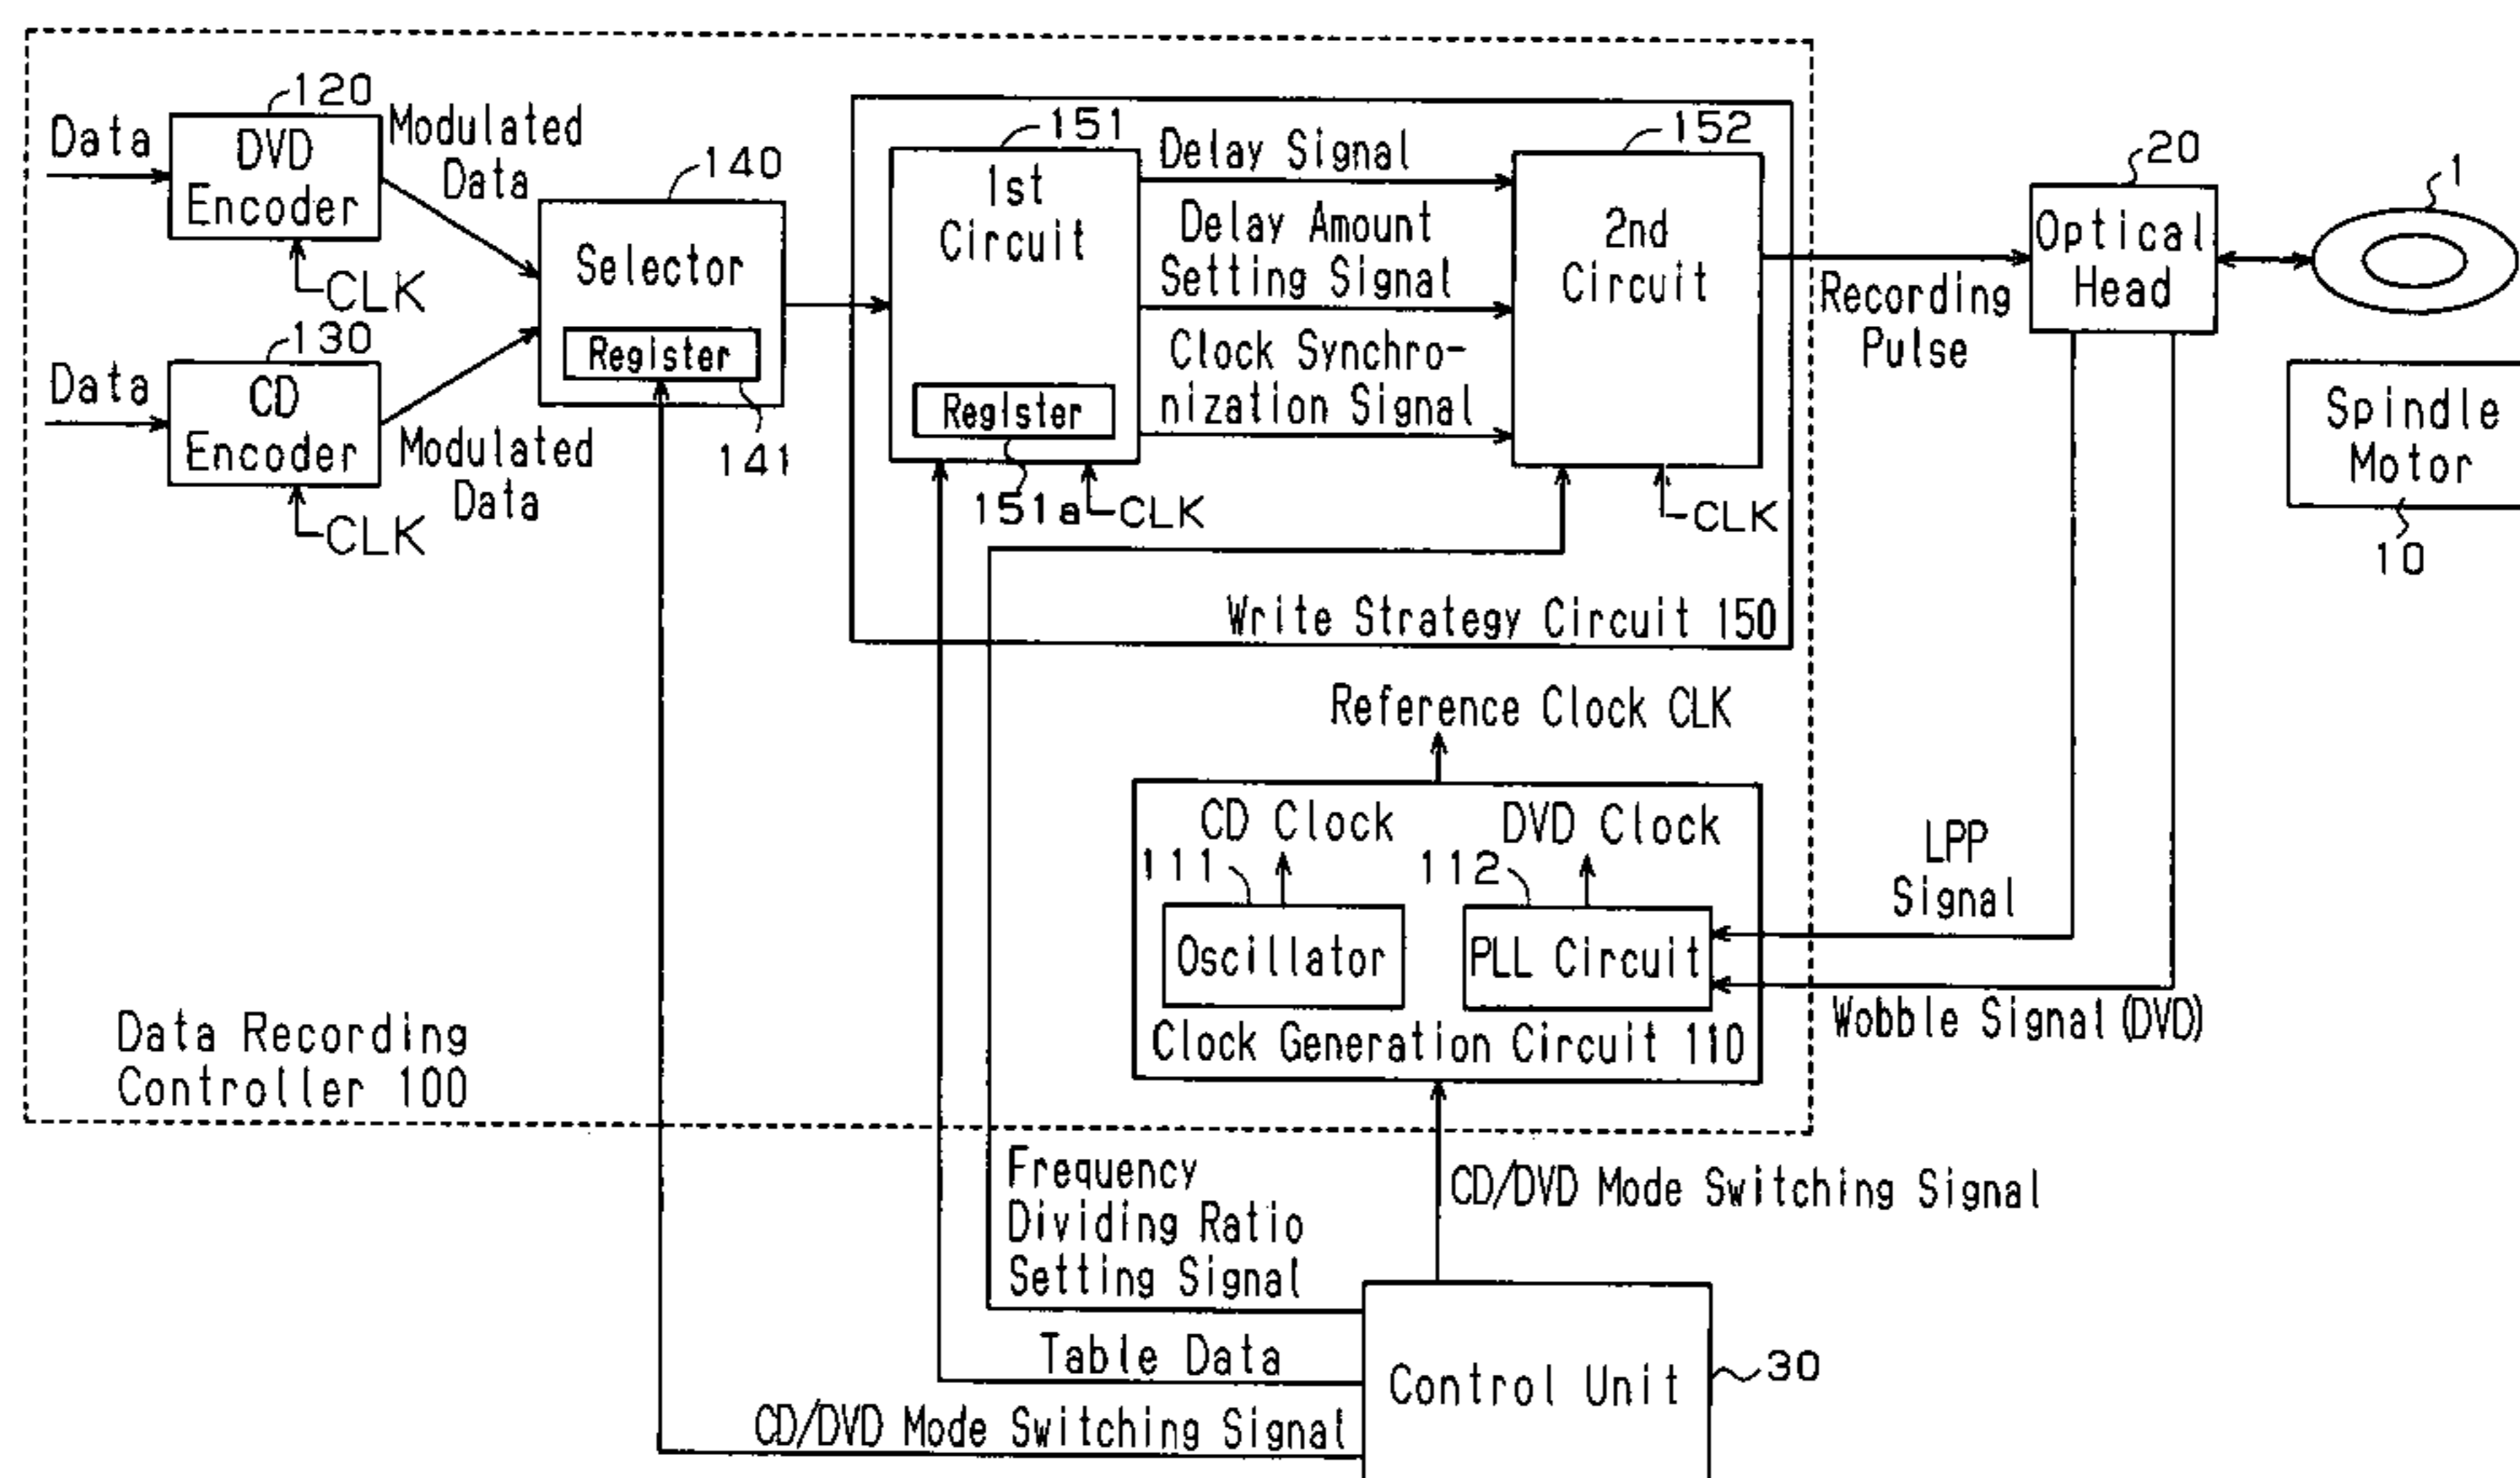 120
Data
DVD
Encoder
Modulated
Data
CLK
130
Data
CD
Encoder
Modulated
Data
CLK
140
Selector
Register
141
151
1st
Circuit
Register
151a
CLK
Delay Signal
Delay Amount
Setting Signal
Clock Synchro-
nization Signal
152
2nd
Circuit
CLK
Write Strategy Circuit 150
Recording
Pulse
20
Optical
Head
1
Spindle
Motor
10
Reference Clock CLK
CD Clock
DVD Clock
111
112
Oscillator
PLL Circuit
Clock Generation Circuit 110
LPP
Signal
Wobble Signal (DVD)
Data Recording
Controller 100
Frequency
Dividing Ratio
Setting Signal
CD/DVD Mode Switching Signal
Table Data
CD/DVD Mode Switching Signal
Control Unit
30